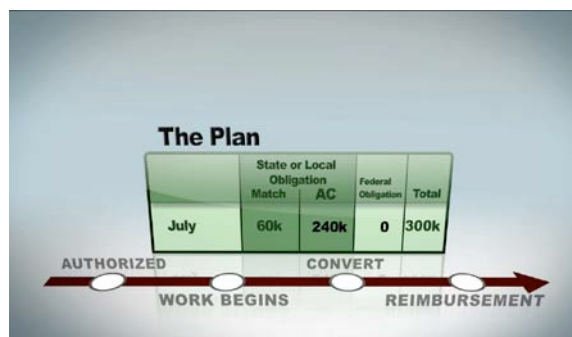 The Plan
State or Local
Obligation
Federal
Obligation
Match AC Total
July 60k 240k 0 300k
AUTHORIZED CONVERT
WORK BEGINS REIMBURSEMENT